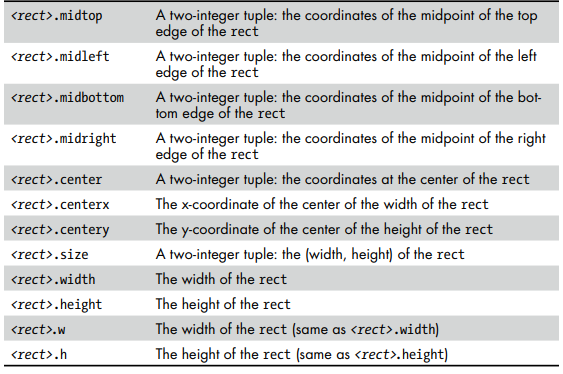 <rect>.midtop A two-integer tuple: the coordinates of the midpoint of the top
edge of the rect
<rect>.midleft A two-integer tuple: the coordinates of the midpoint of the left
edge of the rect
<rect>.midbottom A two-integer tuple: the coordinates of the midpoint of the bot-
tom edge of the rect
<rect>.midright A two-integer tuple: the coordinates of the midpoint of the right
edge of the rect
<rect>.center A two-integer tuple: the coordinates at the center of the rect
<rect>.centerx The x-coordinate of the center of the width of the rect
<rect>.centery The y-coordinate of the center of the height of the rect
<rect>.size A two-integer tuple: the (width, height) of the rect
<rect>.width The width of the rect
<rect>.height The height of the rect
<rect>.w The width of the rect (same as <rect>.width)
<rect>.h The height of the rect (same as <rect>.height)